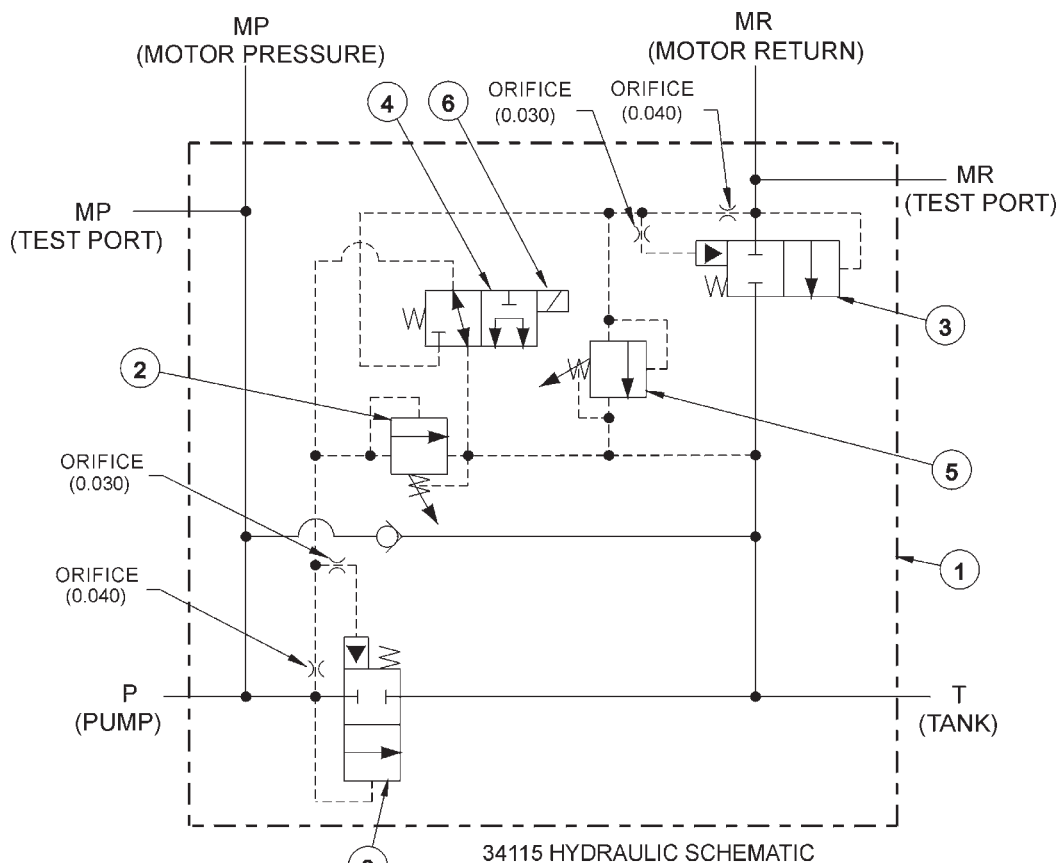 MP
(MOTOR PRESSURE)
MR
(MOTOR RETURN)
4
6
ORIFICE
(0.030)
ORIFICE
(0.040)
MP
(TEST PORT)
MR
(TEST PORT)
3
2
5
ORIFICE
(0.030)
ORIFICE
(0.040)
1
P
(PUMP)
T
(TANK)
34115 HYDRAULIC SCHEMATIC